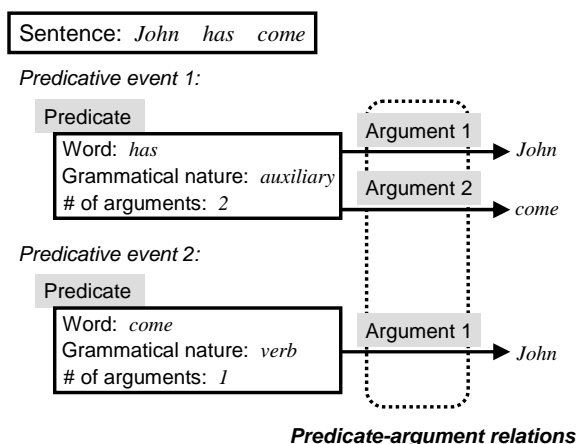 Sentence: John has come
Predicative event 1:
Predicate
Argument 1
Word: has
John
Grammatical nature: auxiliary
Argument 2
# of arguments: 2
come
Predicative event 2:
Predicate
Word: come
Argument 1
Grammatical nature: verb
John
# of arguments: 1
Predicate-argument relations